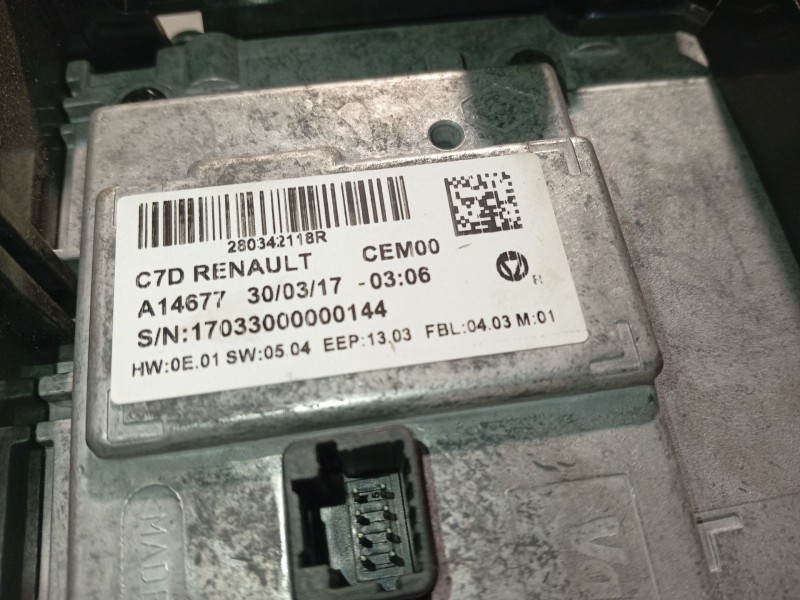 280342118R
C7D RENAULT CEM00
A14677 30/03/17 - 03:06
S/N:17033000000144
HW:0E.01 SW:05.04 EEP:13.03 FBL:04.03 M:01